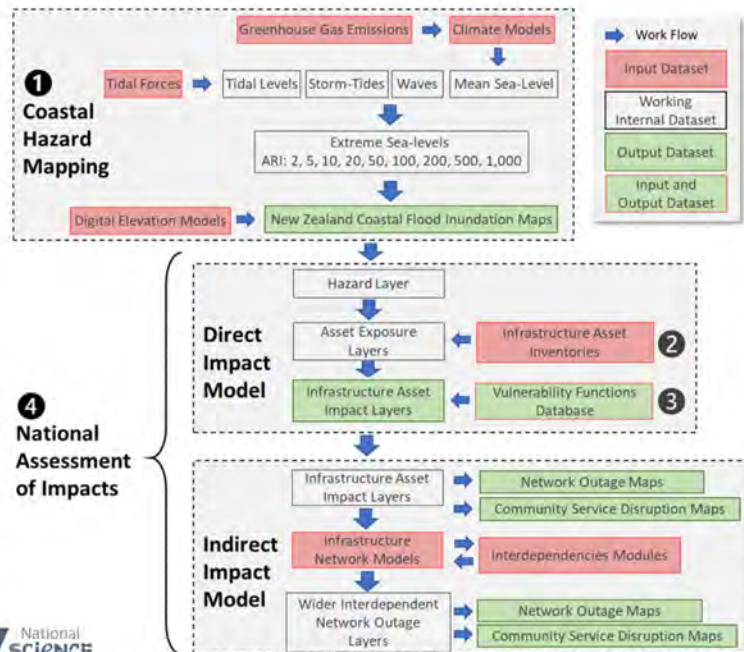 Greenhouse Gas Emissions
Climate Models
Work Flow
Input Dataset
Working
Internal Dataset
Output Dataset
Input and
Output Dataset
1
Coastal
Hazard
Mapping
Tidal Forces
Tidal Levels
Storm-Tides
Waves
Mean Sea-Level
Extreme Sea-levels
ARI: 2, 5, 10, 20, 50, 100, 200, 500, 1,000
Digital Elevation Models
New Zealand Coastal Flood Inundation Maps
4
National
Assessment
of Impacts
Direct
Impact
Model
Hazard Layer
Asset Exposure
Layers
Infrastructure Asset
Inventories
2
Infrastructure Asset
Impact Layers
Vulnerability Functions
Database
3
Indirect
Impact
Model
Infrastructure Asset
Impact Layers
Network Outage Maps
Community Service Disruption Maps
Infrastructure
Network Models
Interdependencies Modules
Wider Interdependent
Network Outage
Layers
Network Outage Maps
Community Service Disruption Maps
National
SCIENCE